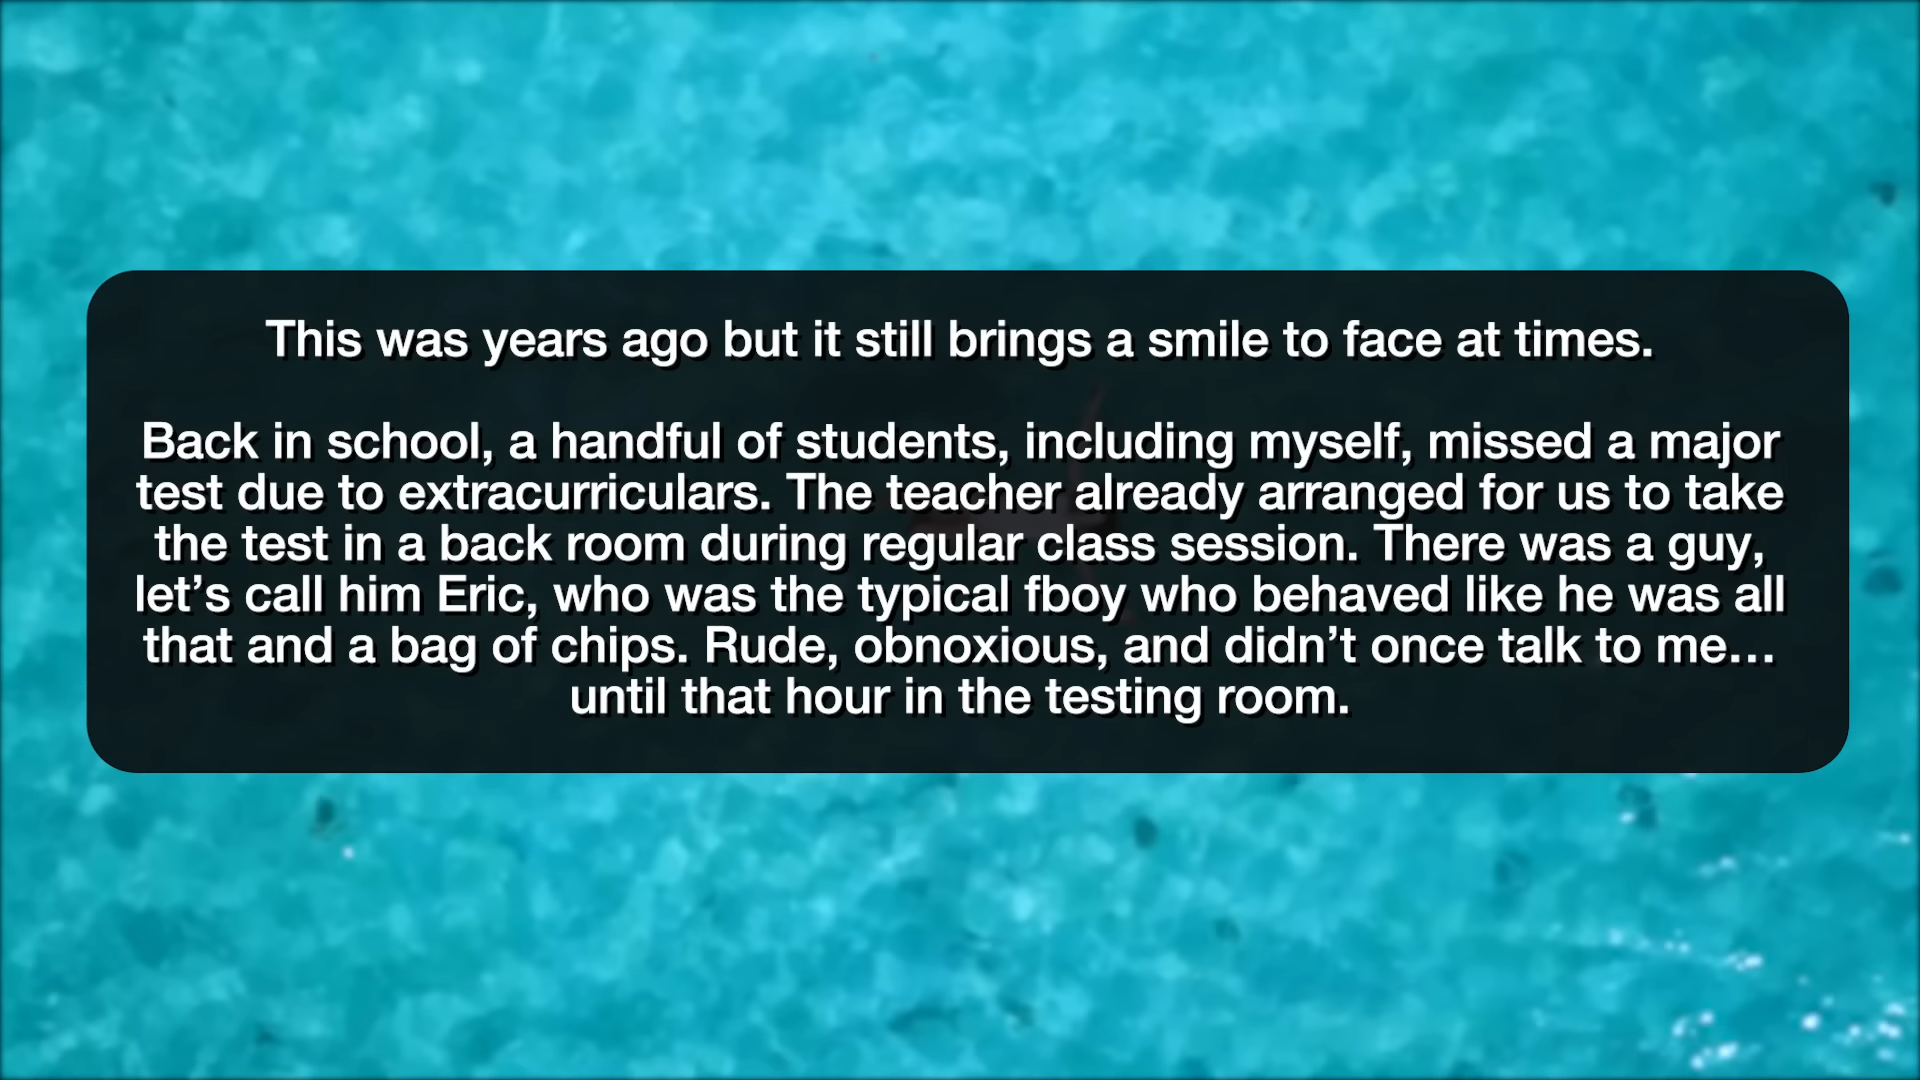 This was years ago but it still brings a smile to face at times.
Back in school, a handful of students, including myself, missed a major
test due to extracurriculars. The teacher already arranged for us to take
the test in a back room during regular class session. There was a guy,
let’s call him Eric, who was the typical fboy who behaved like he was all
that and a bag of chips. Rude, obnoxious, and didn’t once talk to me…
until that hour in the testing room.